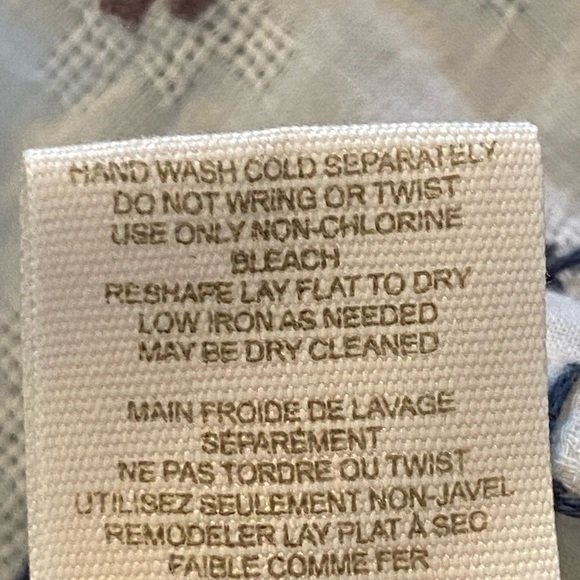 HAND WASH COLD SEPARATELY
DO NOT WRING OR TWIST
USE ONLY NON-CHLORINE
BLEACH
RESHAPE LAY FLAT TO DRY
LOW IRON AS NEEDED
MAY BE DRY CLEANED
MAIN FROIDE DE LAVAGE
SÉPARÉMENT
NE PAS TORDRE OU TWIST
UTILISEZ SEULEMENT NON-JAVEL
REMODELER LAY PLAT À SEC
FAIBLE COMME FER